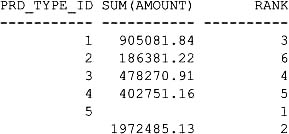 PRD_TYPE_ID SUM(AMOUNT)       RANK
----------- ----------- ----------
          1   905081.84          3
          2   186381.22          6
          3   478270.91          4
          4   402751.16          5
          5                      1
             1972485.13          2